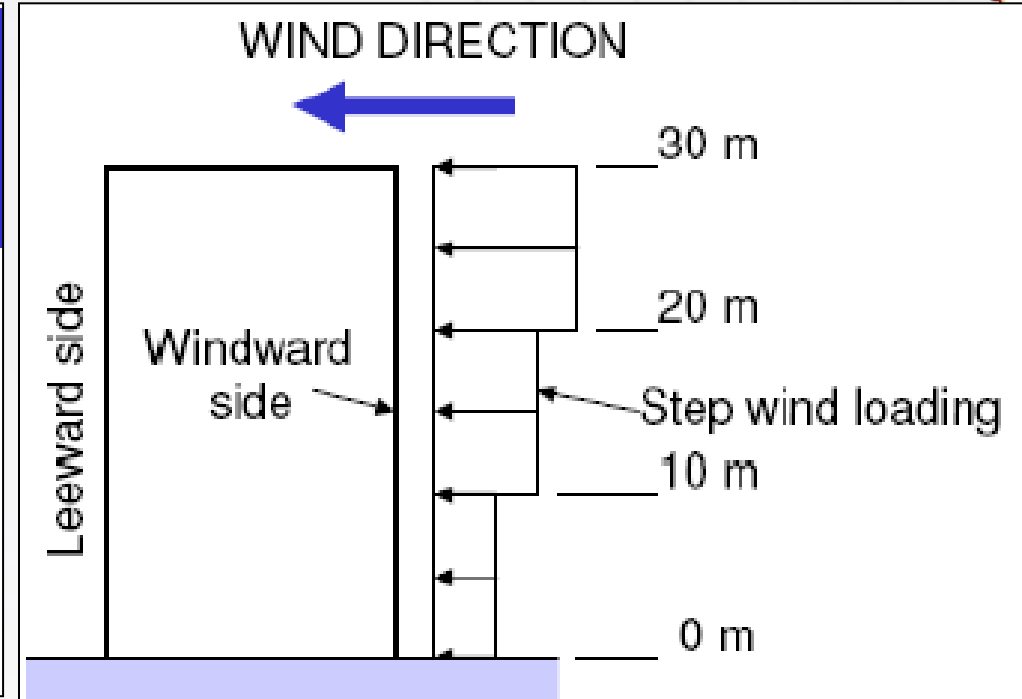 WIND DIRECTION
30 m
20 m
Windward
side
Leeward side
Step wind loading
10 m
0 m